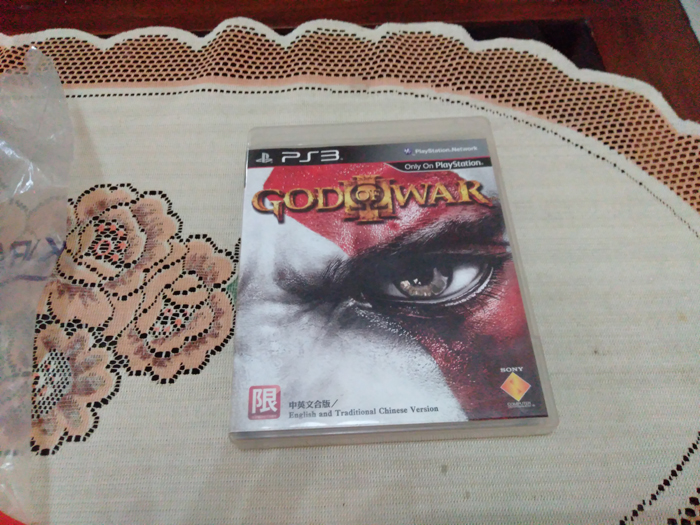 PS3
PlayStation Network
Only On PlayStation.
GOD OF WAR
III
限
中英文合版／
English and Traditional Chinese Version
SONY